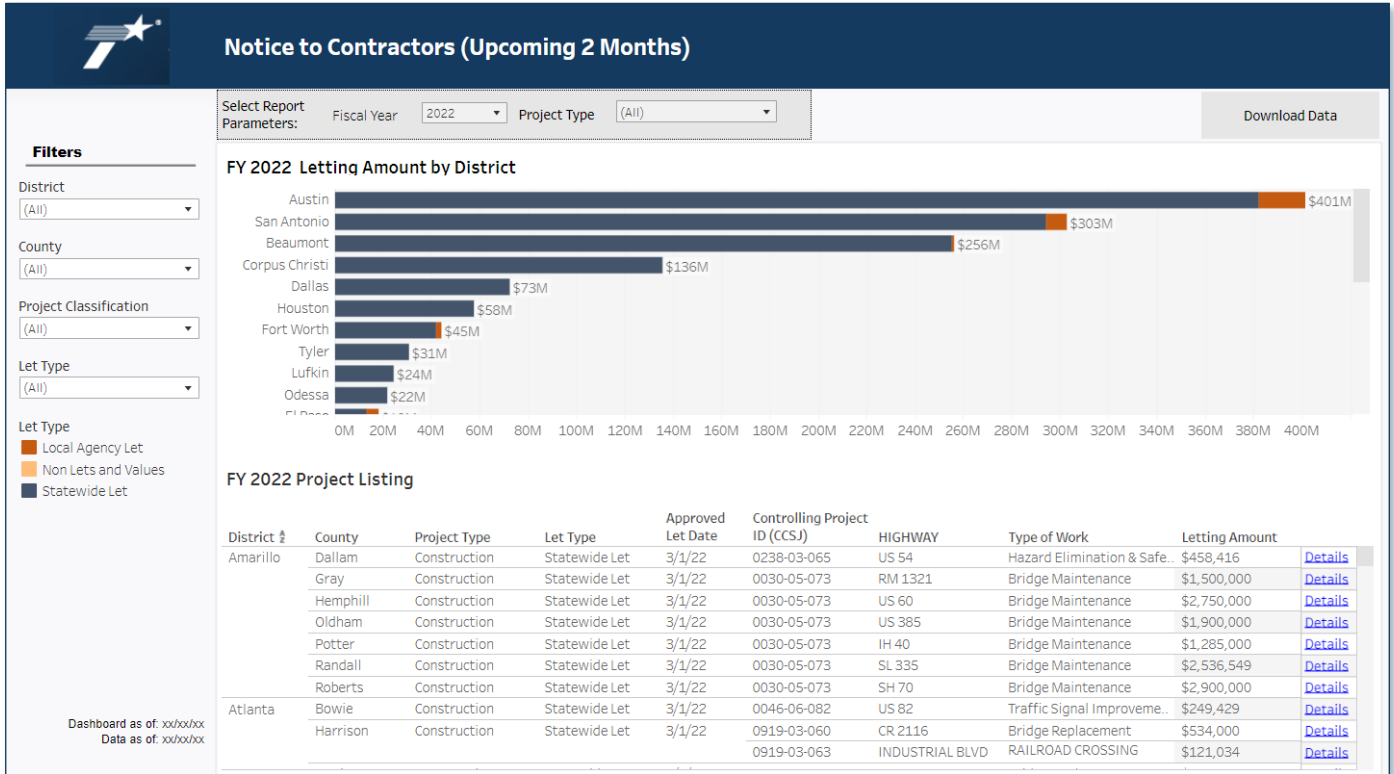 Notice to Contractors (Upcoming 2 Months)
Select Report
Parameters:
Fiscal Year 2022 Project Type (All)
Download Data
Filters
District
(All)
County
(All)
Project Classification
(All)
Let Type
(All)
Let Type
Local Agency Let
Non Lets and Values
Statewide Let
Dashboard as of: xx/xx/xx
Data as of: xx/xx/xx
FY 2022 Letting Amount by District
Austin $401M
San Antonio $303M
Beaumont $256M
Corpus Christi $136M
Dallas $73M
Houston $58M
Fort Worth $45M
Tyler $31M
Lufkin $24M
Odessa $22M
0M 20M 40M 60M 80M 100M 120M 140M 160M 180M 200M 220M 240M 260M 280M 300M 320M 340M 360M 380M 400M
FY 2022 Project Listing
District County Project Type Let Type Approved Let Date Controlling Project ID (CCSJ) HIGHWAY Type of Work Letting Amount
Amarillo Dallam Construction Statewide Let 3/1/22 0238-03-065 US 54 Hazard Elimination & Safe.. $458,416 Details
Gray Construction Statewide Let 3/1/22 0030-05-073 RM 1321 Bridge Maintenance $1,500,000 Details
Hemphill Construction Statewide Let 3/1/22 0030-05-073 US 60 Bridge Maintenance $2,750,000 Details
Oldham Construction Statewide Let 3/1/22 0030-05-073 US 385 Bridge Maintenance $1,900,000 Details
Potter Construction Statewide Let 3/1/22 0030-05-073 IH 40 Bridge Maintenance $1,285,000 Details
Randall Construction Statewide Let 3/1/22 0030-05-073 SL 335 Bridge Maintenance $2,536,549 Details
Roberts Construction Statewide Let 3/1/22 0030-05-073 SH 70 Bridge Maintenance $2,900,000 Details
Atlanta Bowie Construction Statewide Let 3/1/22 0046-06-082 US 82 Traffic Signal Improveme.. $249,429 Details
Harrison Construction Statewide Let 3/1/22 0919-03-060 CR 2116 Bridge Replacement $534,000 Details
0919-03-063 INDUSTRIAL BLVD RAILROAD CROSSING $121,034 Details